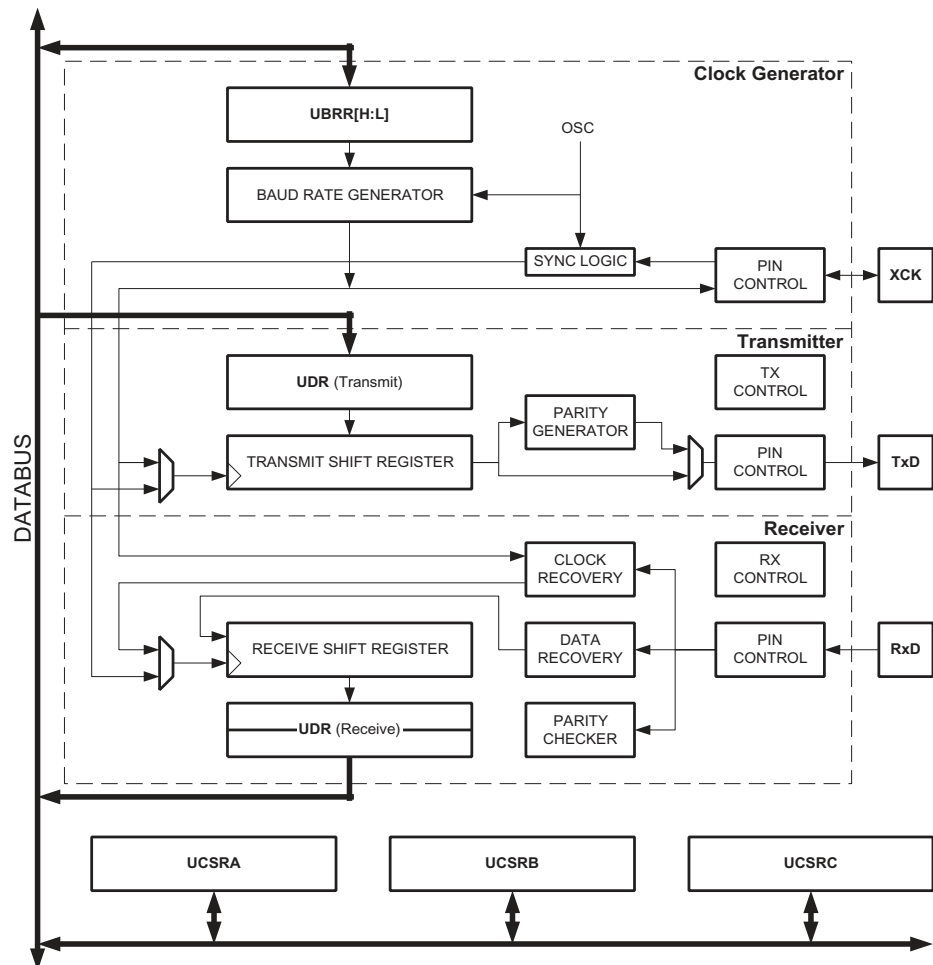 Clock Generator
UBRR[H:L]
OSC
BAUD RATE GENERATOR
SYNC LOGIC
PIN
CONTROL
XCK
Transmitter
UDR (Transmit)
TX
CONTROL
PARITY
GENERATOR
TRANSMIT SHIFT REGISTER
PIN
CONTROL
TxD
DATABUS
Receiver
CLOCK
RECOVERY
RX
CONTROL
RECEIVE SHIFT REGISTER
DATA
RECOVERY
PIN
CONTROL
RxD
UDR (Receive)
PARITY
CHECKER
UCSRA
UCSRB
UCSRC